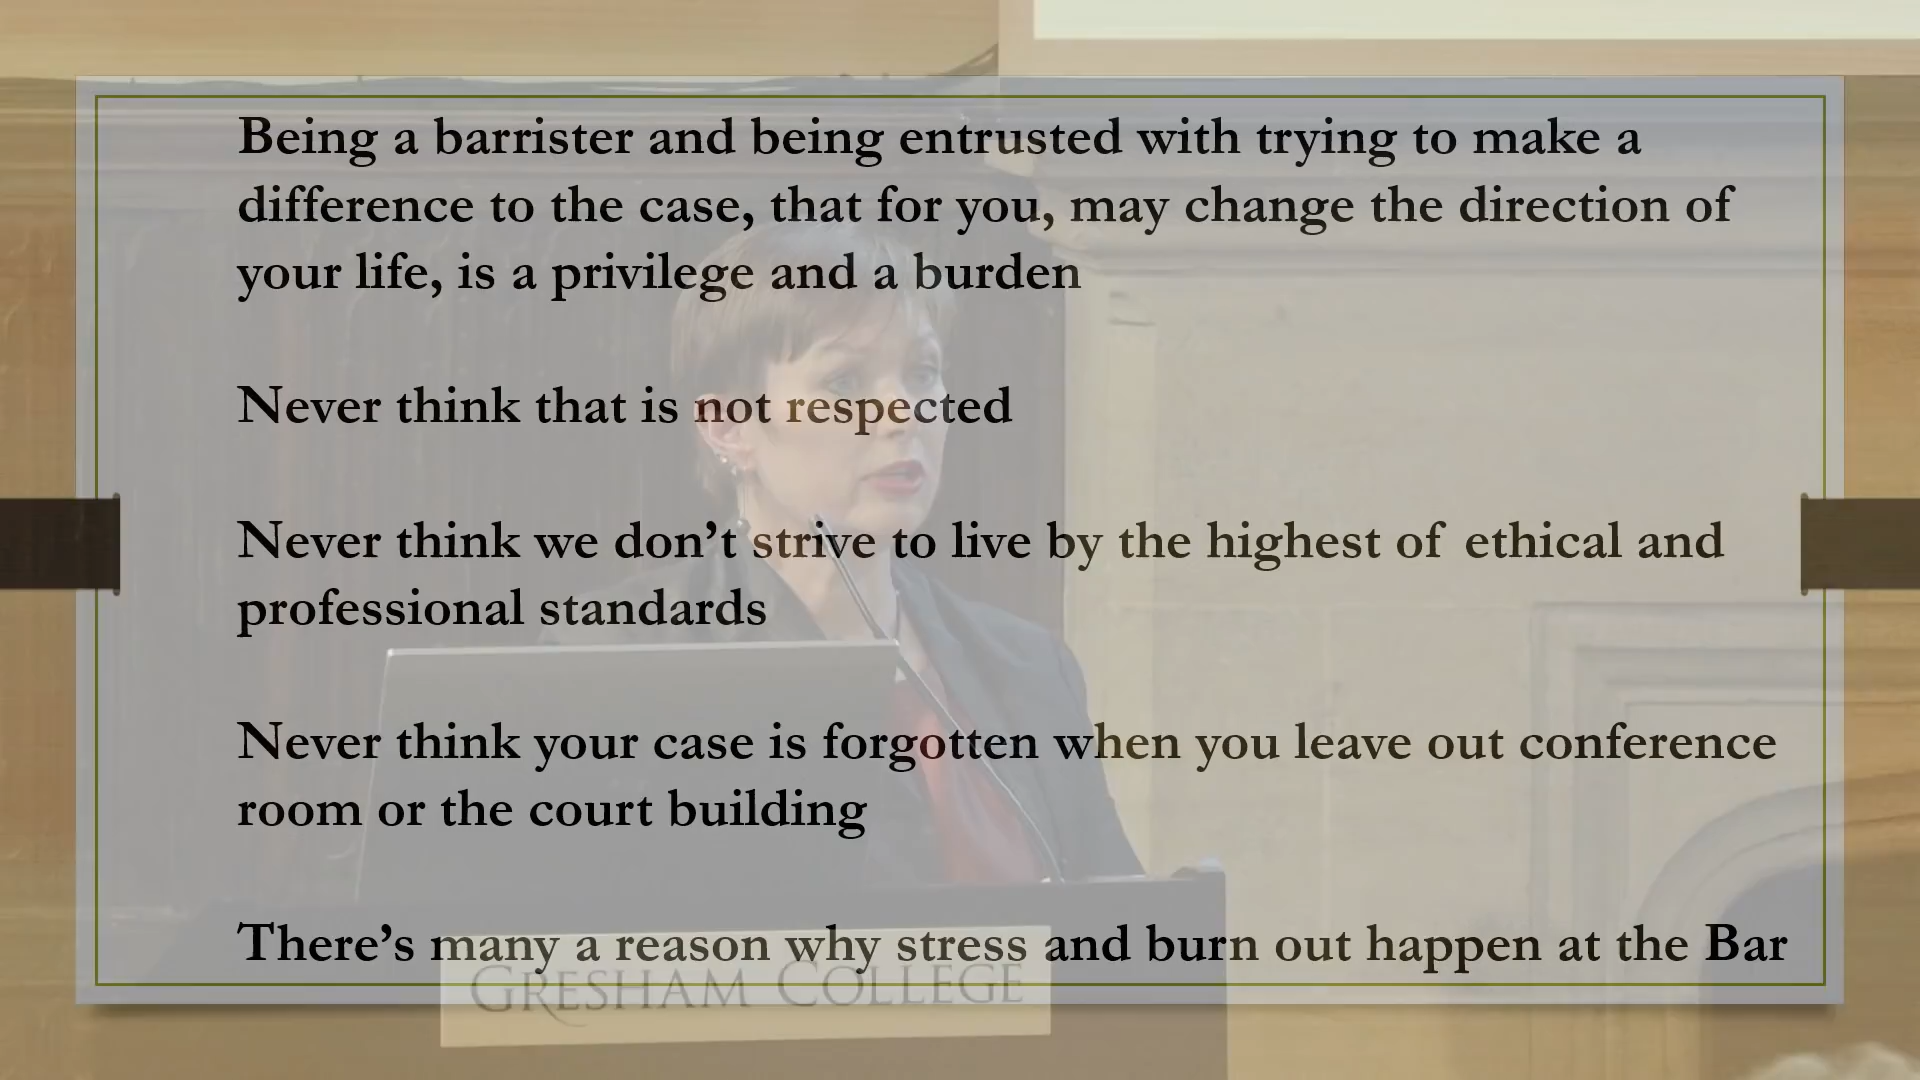 Being a barrister and being entrusted with trying to make a
difference to the case, that for you, may change the direction of
your life, is a privilege and a burden
Never think that is not respected
Never think we don’t strive to live by the highest of ethical and
professional standards
Never think your case is forgotten when you leave out conference
room or the court building
There’s many a reason why stress and burn out happen at the Bar
GRESHAM COLLEGE